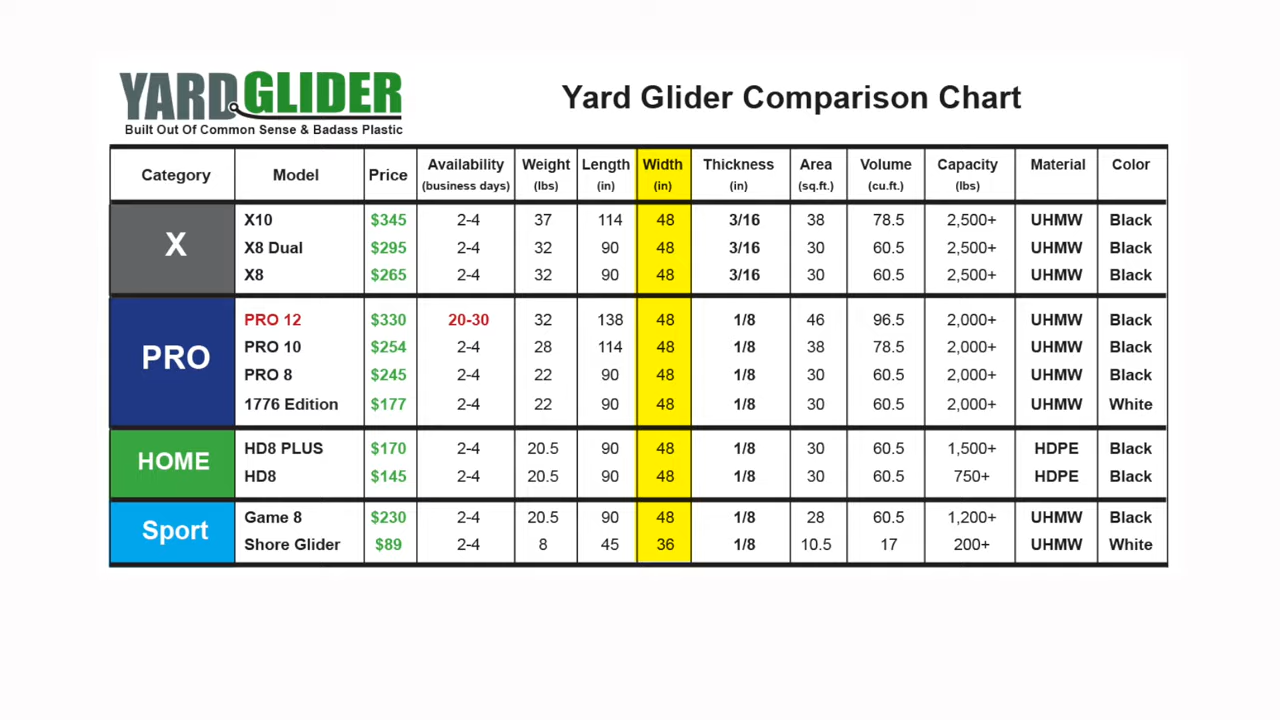 YARDGLIDER
Built Out Of Common Sense & Badass Plastic
Yard Glider Comparison Chart
Category Model Price Availability (business days) Weight (lbs) Length (in) Width (in) Thickness (in) Area (sq.ft.) Volume (cu.ft.) Capacity (lbs) Material Color
X
X10 $345 2-4 37 114 48 3/16 38 78.5 2,500+ UHMW Black
X8 Dual $295 2-4 32 90 48 3/16 30 60.5 2,500+ UHMW Black
X8 $265 2-4 32 90 48 3/16 30 60.5 2,500+ UHMW Black
PRO
PRO 12 $330 20-30 32 138 48 1/8 46 96.5 2,000+ UHMW Black
PRO 10 $254 2-4 28 114 48 1/8 38 78.5 2,000+ UHMW Black
PRO 8 $245 2-4 22 90 48 1/8 30 60.5 2,000+ UHMW Black
1776 Edition $177 2-4 22 90 48 1/8 30 60.5 2,000+ UHMW White
HOME
HD8 PLUS $170 2-4 20.5 90 48 1/8 30 60.5 1,500+ HDPE Black
HD8 $145 2-4 20.5 90 48 1/8 30 60.5 750+ HDPE Black
Sport
Game 8 $230 2-4 20.5 90 48 1/8 28 60.5 1,200+ UHMW Black
Shore Glider $89 2-4 8 45 36 1/8 10.5 17 200+ UHMW White